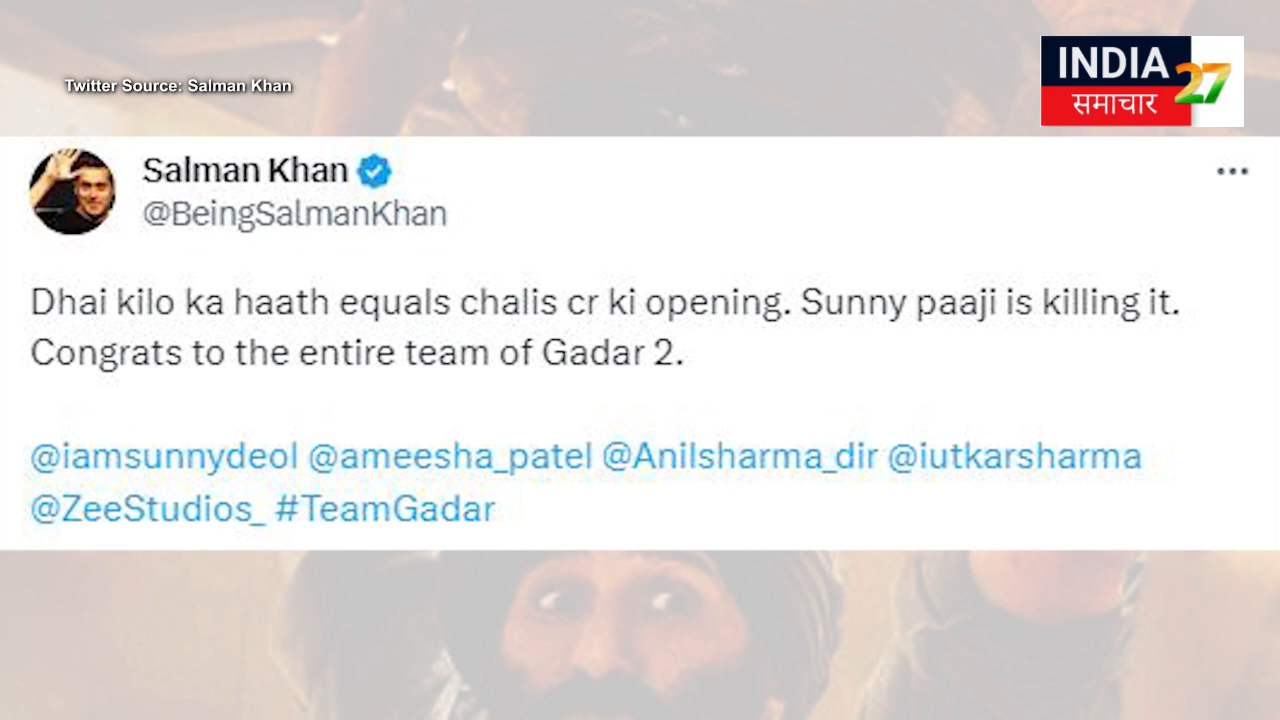 Twitter Source: Salman Khan
INDIA
27
समाचार
Salman Khan
@BeingSalmanKhan
Dhai kilo ka haath equals chalis cr ki opening. Sunny paaji is killing it.
Congrats to the entire team of Gadar 2.
@iamsunnydeol @ameesha_patel @Anilsharma_dir @iutkarsharma
@ZeeStudios_ #TeamGadar